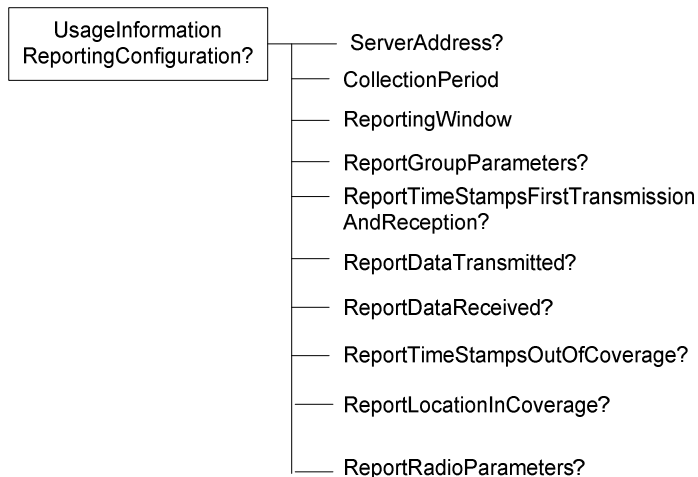 UsageInformation
ReportingConfiguration?
ServerAddress?
CollectionPeriod
ReportingWindow
ReportGroupParameters?
ReportTimeStampsFirstTransmission
AndReception?
ReportDataTransmitted?
ReportDataReceived?
ReportTimeStampsOutOfCoverage?
ReportLocationInCoverage?
ReportRadioParameters?